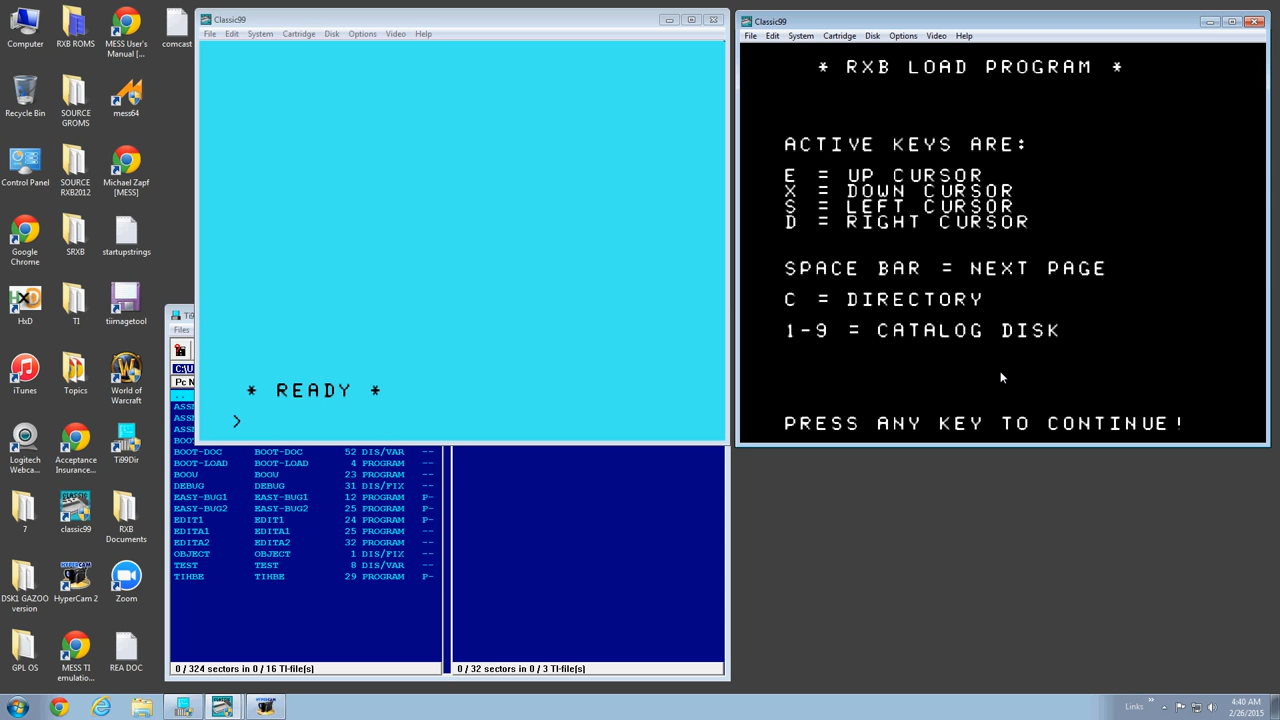 Computer
RXB ROMS
MESS User's
Manual [...
comcast
Recycle Bin
SOURCE
GROMS
mess64
Control Panel
SOURCE
RXB2012
Michael Zapf
[MESS]
Google
Chrome
SRXB
startupstrings
HxD
TI
tiimagetool
iTunes
Topics
World of
Warcraft
Logitech
Webca...
Acceptance
Insurance...
Ti99Dir
7
classic99
RXB
Documents
DSK1 GAZOO
version
HyperCam 2
Zoom
GPL OS
MESS TI
emulatio...
REA DOC
Classic99
File Edit System Cartridge Disk Options Video Help
* READY *
>
Classic99
File Edit System Cartridge Disk Options Video Help
* RXB LOAD PROGRAM *
ACTIVE KEYS ARE:
E = UP CURSOR
X = DOWN CURSOR
S = LEFT CURSOR
D = RIGHT CURSOR
SPACE BAR = NEXT PAGE
C = DIRECTORY
1-9 = CATALOG DISK
PRESS ANY KEY TO CONTINUE!
Files
Pc N
..
BOOT-DOC BOOT-DOC 52 DIS/VAR --
BOOT-LOAD BOOT-LOAD 4 PROGRAM --
BOOU BOOU 23 PROGRAM --
DEBUG DEBUG 31 DIS/FIX --
EASY-BUG1 EASY-BUG1 12 PROGRAM P-
EASY-BUG2 EASY-BUG2 25 PROGRAM P-
EDIT1 EDIT1 24 PROGRAM P-
EDITA1 EDITA1 25 PROGRAM --
EDITA2 EDITA2 32 PROGRAM --
OBJECT OBJECT 1 DIS/FIX --
TEST TEST 8 DIS/VAR --
TIHBE TIHBE 29 PROGRAM P-
0 / 324 sectors in 0 / 16 TI-file(s)
0 / 32 sectors in 0 / 3 TI-file(s)
Links
4:40 AM
2/26/2015